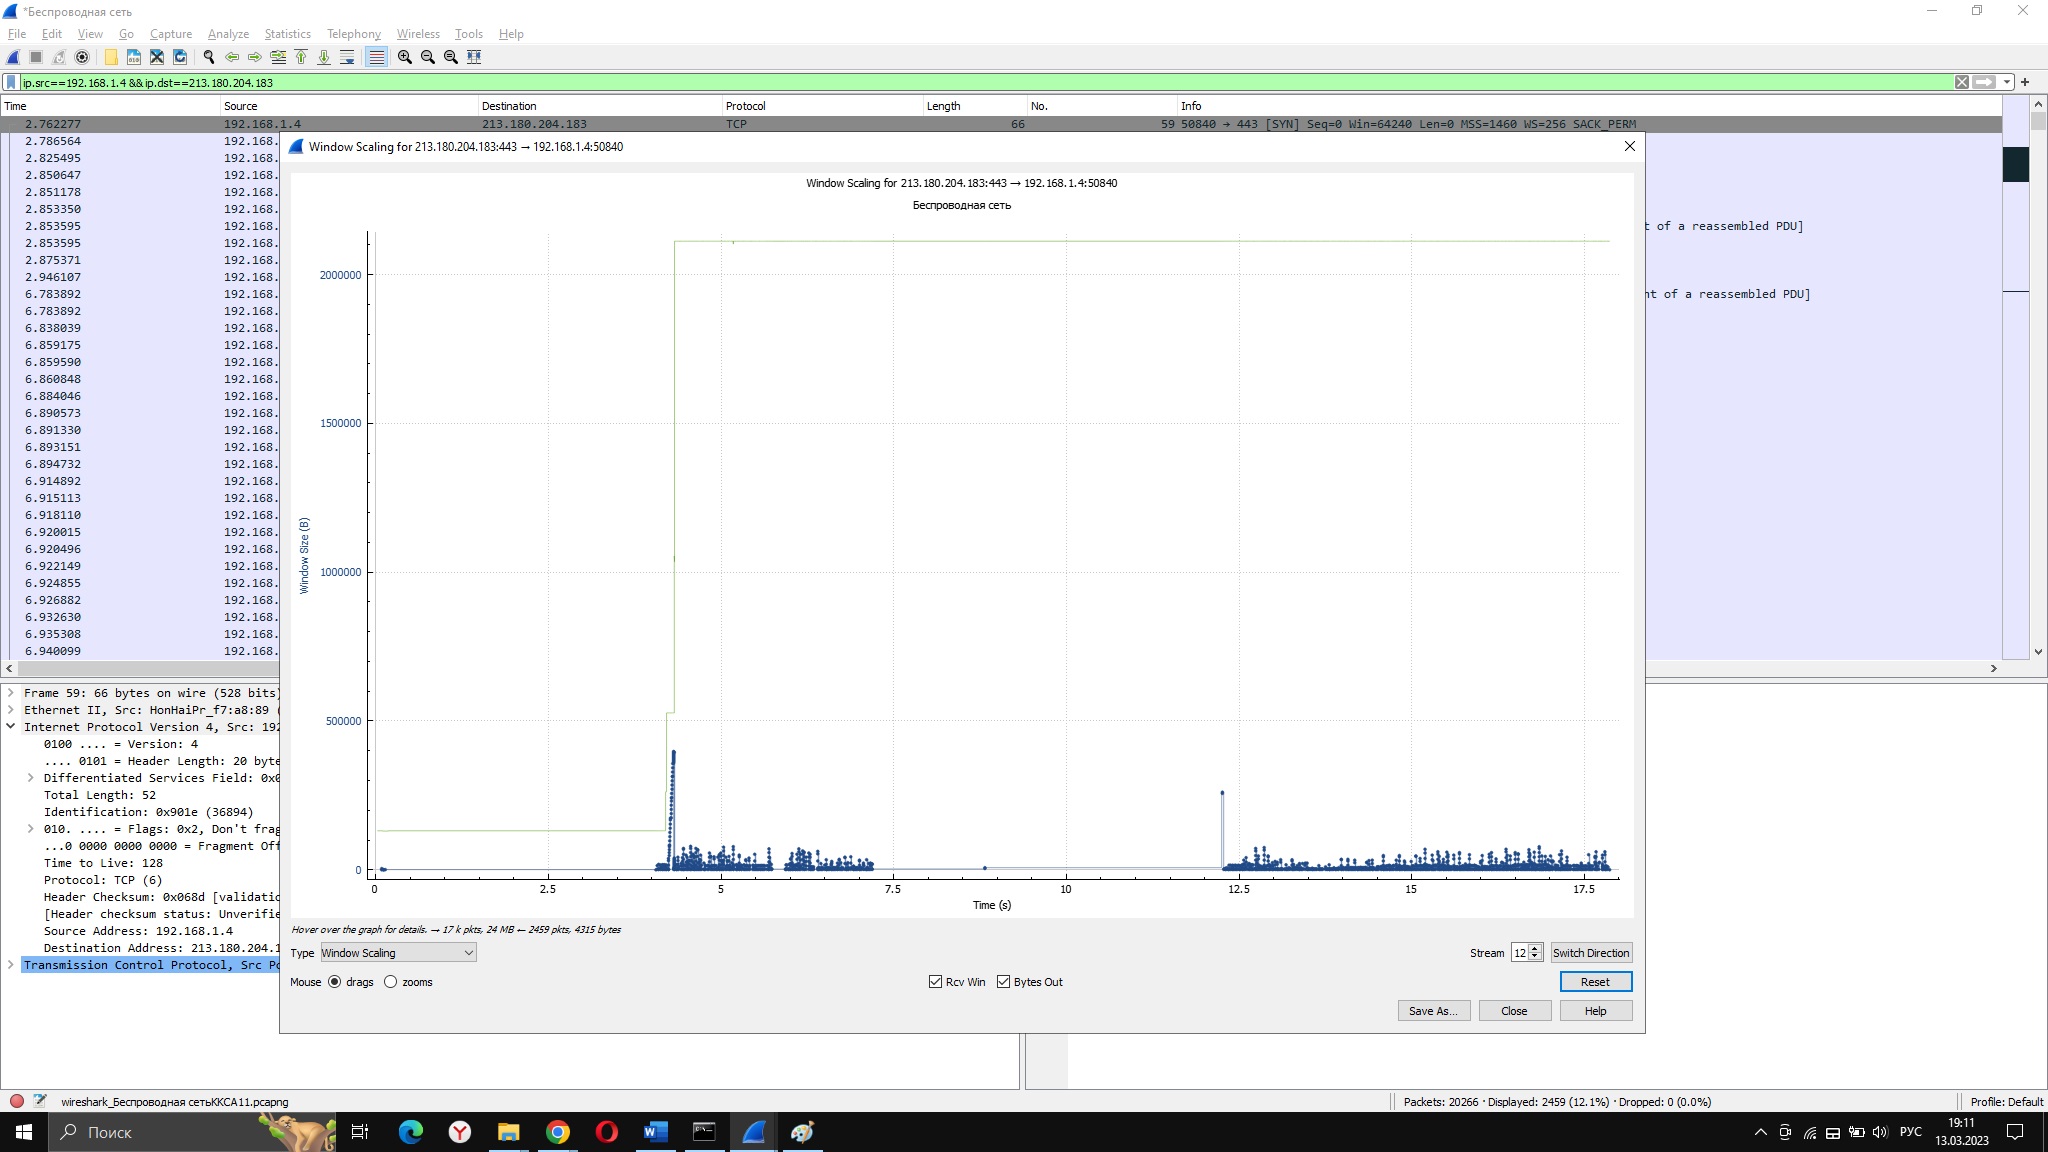 *Беспроводная сеть
File Edit View Go Capture Analyze Statistics Telephony Wireless Tools Help
ip.src==192.168.1.4 && ip.dst==213.180.204.183
Time Source Destination Protocol Length No. Info
2.762277 192.168.1.4 213.180.204.183 TCP 66 59 50840 → 443 [SYN] Seq=0 Win=64240 Len=0 MSS=1460 WS=256 SACK_PERM
2.786564 192.168.
2.825495 192.168.
2.850647 192.168.
2.851178 192.168.
2.853350 192.168.
2.853595 192.168. t of a reassembled PDU]
2.853595 192.168.
2.875371 192.168.
2.946107 192.168.
6.783892 192.168. nt of a reassembled PDU]
6.783892 192.168.
6.838039 192.168.
6.859175 192.168.
6.859590 192.168.
6.860848 192.168.
6.884046 192.168.
6.890573 192.168.
6.891330 192.168.
6.893151 192.168.
6.894732 192.168.
6.914892 192.168.
6.915113 192.168.
6.918110 192.168.
6.920015 192.168.
6.920496 192.168.
6.922149 192.168.
6.924855 192.168.
6.926882 192.168.
6.932630 192.168.
6.935308 192.168.
6.940099 192.168.
Window Scaling for 213.180.204.183:443 → 192.168.1.4:50840
Window Scaling for 213.180.204.183:443 → 192.168.1.4:50840
Беспроводная сеть
Window Size (B)
2000000
1500000
1000000
500000
0
0 2.5 5 7.5 10 12.5 15 17.5
Time (s)
Hover over the graph for details. → 17 k pkts, 24 MB ← 2459 pkts, 4315 bytes
Type Window Scaling Stream 12 Switch Direction
Mouse drags zooms Rcv Win Bytes Out Reset
Save As... Close Help
Frame 59: 66 bytes on wire (528 bits)
Ethernet II, Src: HonHaiPr_f7:a8:89 (
Internet Protocol Version 4, Src: 192
0100 .... = Version: 4
.... 0101 = Header Length: 20 byte
Differentiated Services Field: 0x0
Total Length: 52
Identification: 0x901e (36894)
010. .... = Flags: 0x2, Don't frag
...0 0000 0000 0000 = Fragment Off
Time to Live: 128
Protocol: TCP (6)
Header Checksum: 0x068d [validatio
[Header checksum status: Unverifie
Source Address: 192.168.1.4
Destination Address: 213.180.204.1
Transmission Control Protocol, Src Po
wireshark_Беспроводная сетьKKCA11.pcapng
Packets: 20266 · Displayed: 2459 (12.1%) · Dropped: 0 (0.0%)
Profile: Default
Поиск
РУС
19:11
13.03.2023